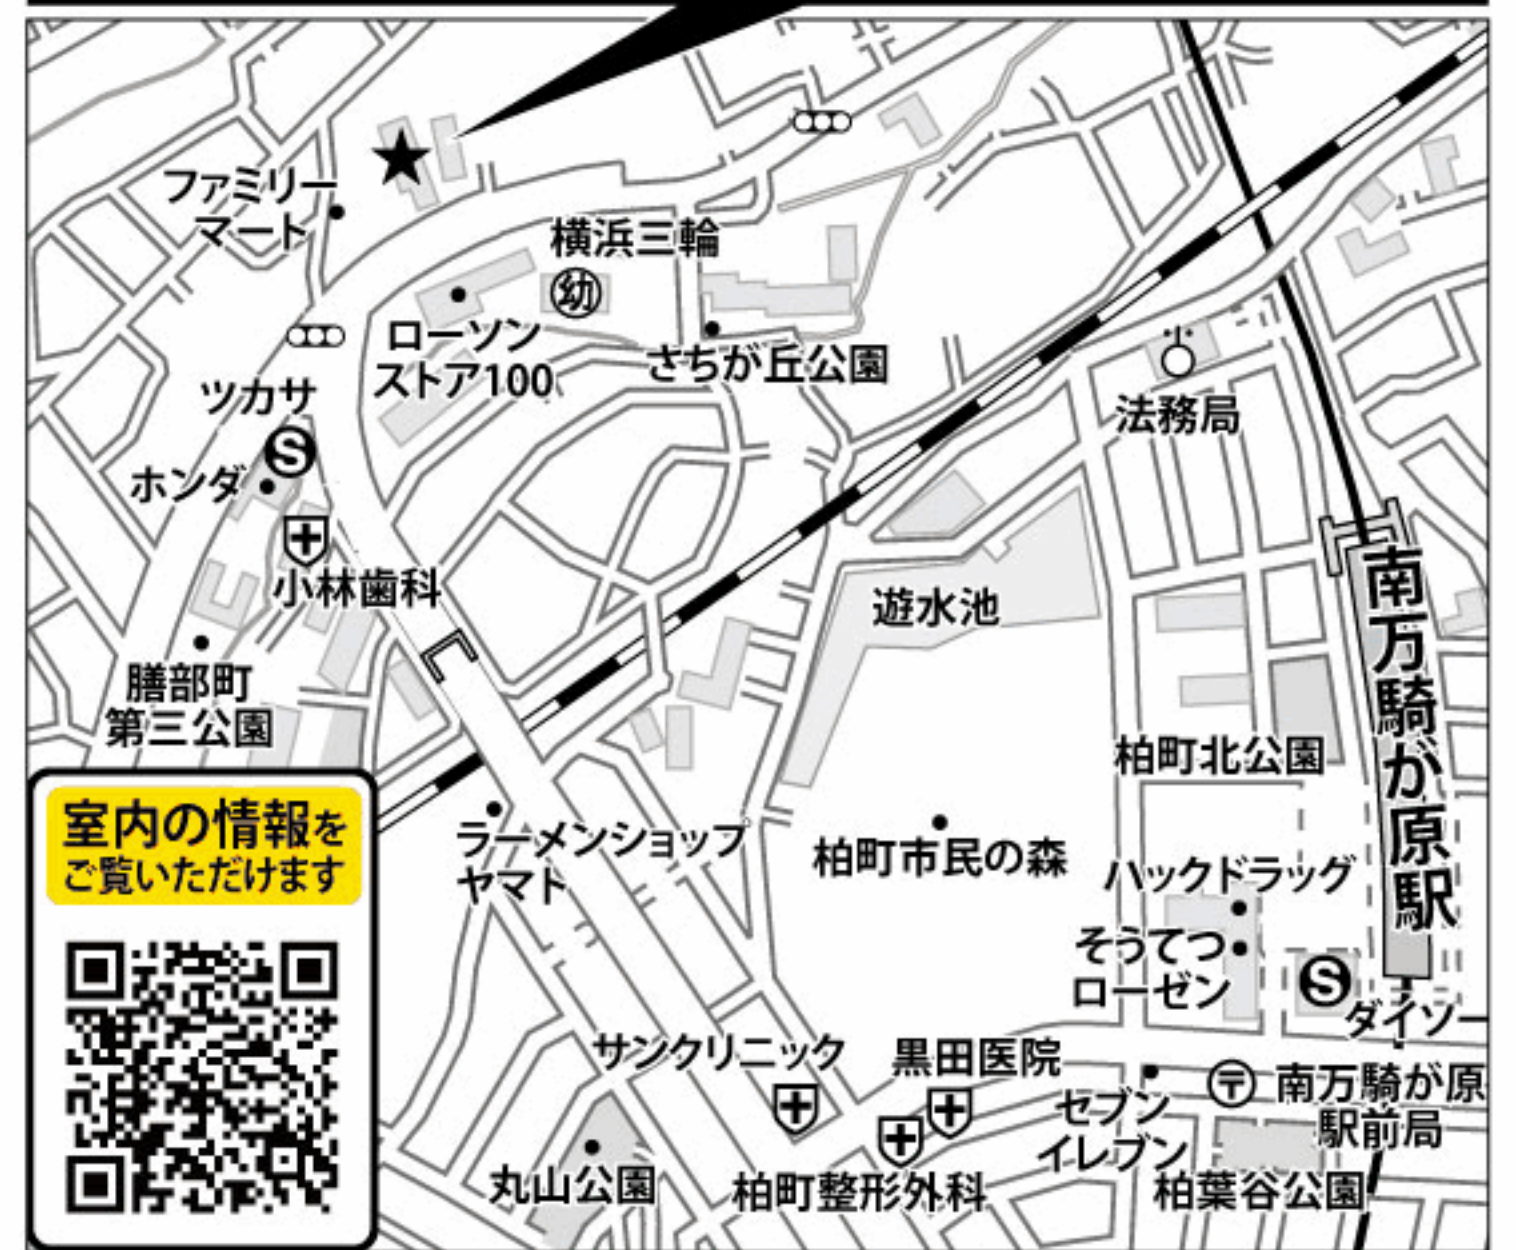 ファミリー
マート
横浜三輪
幼
ローソン
ストア100
さちが丘公園
ツカサ
S
ホンダ
小林歯科
法務局
遊水池
膳部町
第三公園
南万騎が原駅
柏町北公園
室内の情報を
ご覧いただけます
ラーメンショップ
ヤマト
柏町市民の森
ハックドラッグ
そうてつ
ローゼン
S
ダイソー
サンクリニック
黒田医院
セブン
イレブン
〒
南万騎が原
駅前局
丸山公園
柏町整形外科
柏葉谷公園